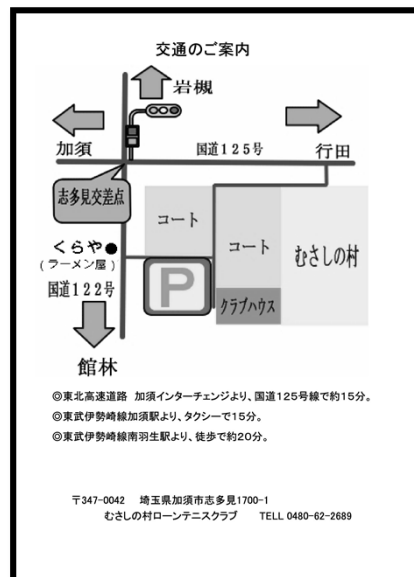 交通のご案内
岩槻
加須
国道125号
行田
志多見交差点
コート
コート
むさしの村
くらや●
(ラーメン屋)
国道122号
P
クラブハウス
館林
◎東北高速道路 加須インターチェンジより、国道125号線で約15分。
◎東武伊勢崎線加須駅より、タクシーで15分。
◎東武伊勢崎線南羽生駅より、徒歩で約20分。
〒347-0042 埼玉県加須市志多見1700-1
むさしの村ローンテニスクラブ TELL 0480-62-2689